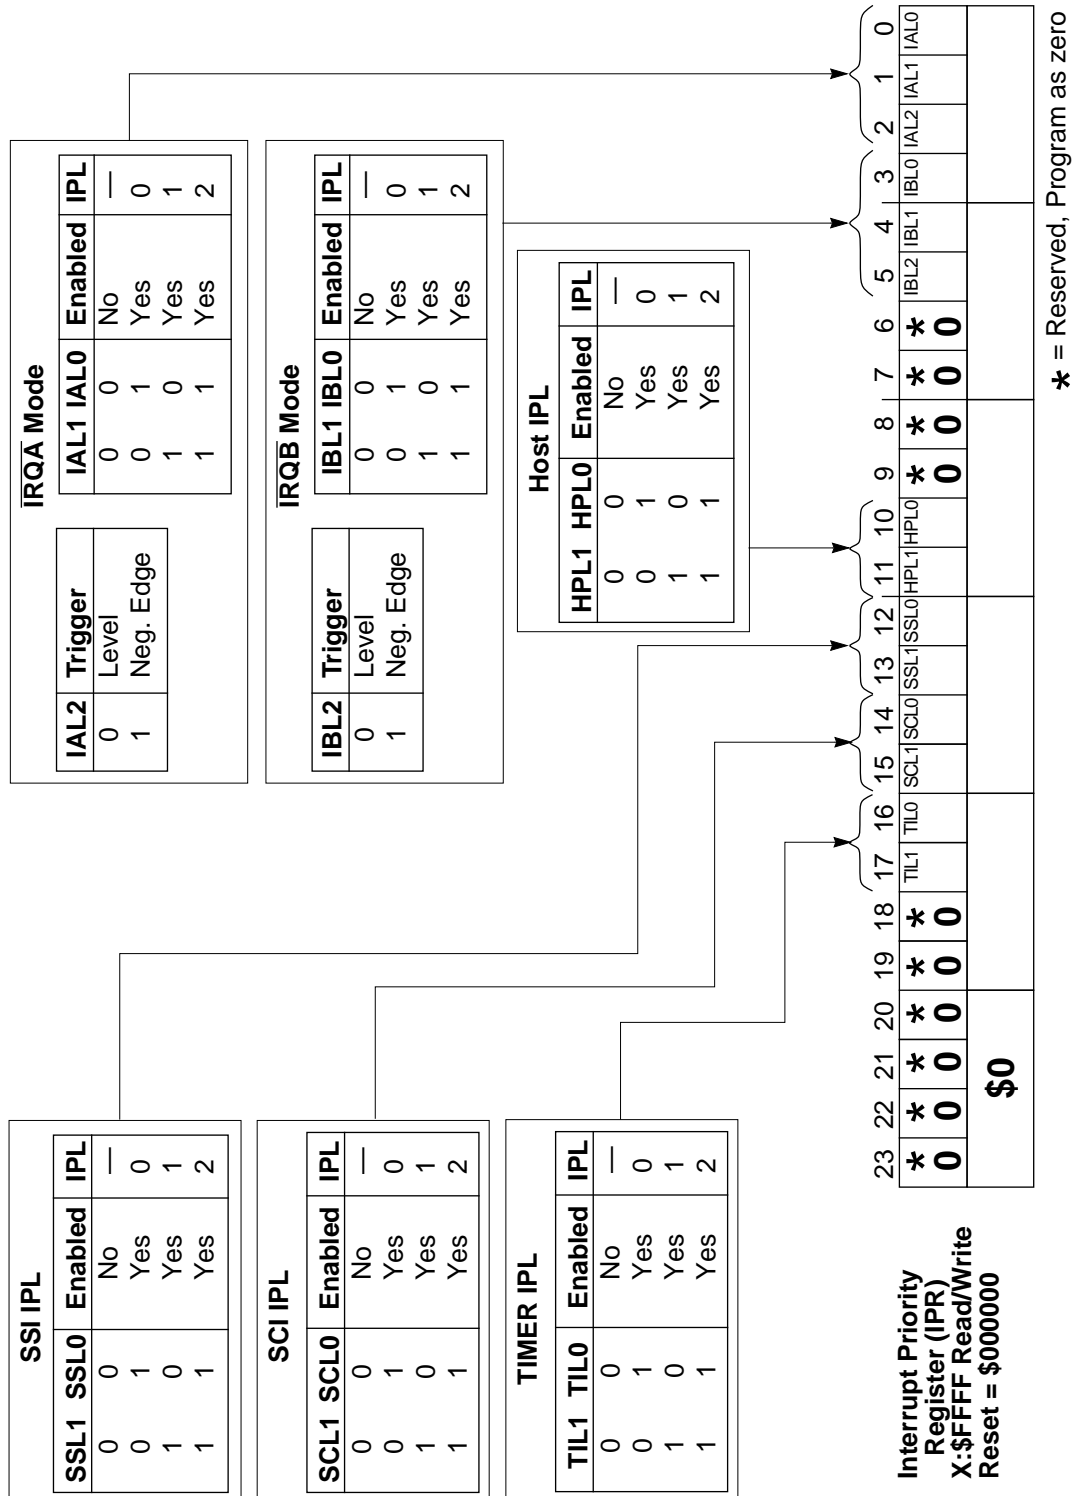 SSI IPL
SSL1 SSL0 Enabled IPL
0 0 No —
0 1 Yes 0
1 0 Yes 1
1 1 Yes 2
SCI IPL
SCL1 SCL0 Enabled IPL
0 0 No —
0 1 Yes 0
1 0 Yes 1
1 1 Yes 2
TIMER IPL
TIL1 TIL0 Enabled IPL
0 0 No —
0 1 Yes 0
1 0 Yes 1
1 1 Yes 2
IRQA Mode
IAL2 Trigger
0 Level
1 Neg. Edge
IAL1 IAL0 Enabled IPL
0 0 No —
0 1 Yes 0
1 0 Yes 1
1 1 Yes 2
IRQB Mode
IBL2 Trigger
0 Level
1 Neg. Edge
IBL1 IBL0 Enabled IPL
0 0 No —
0 1 Yes 0
1 0 Yes 1
1 1 Yes 2
Host IPL
HPL1 HPL0 Enabled IPL
0 0 No —
0 1 Yes 0
1 0 Yes 1
1 1 Yes 2
Interrupt Priority
Register (IPR)
X:$FFFF Read/Write
Reset = $000000
23 22 21 20 19 18 17 16 15 14 13 12 11 10 9 8 7 6 5 4 3 2 1 0
* * * * * * TIL1 TIL0 SCL1 SCL0 SSL1 SSL0 HPL1 HPL0 * * * * IBL2 IBL1 IBL0 IAL2 IAL1 IAL0
0 0 0 0 0 0 0 0 0 0
$0
* = Reserved, Program as zero